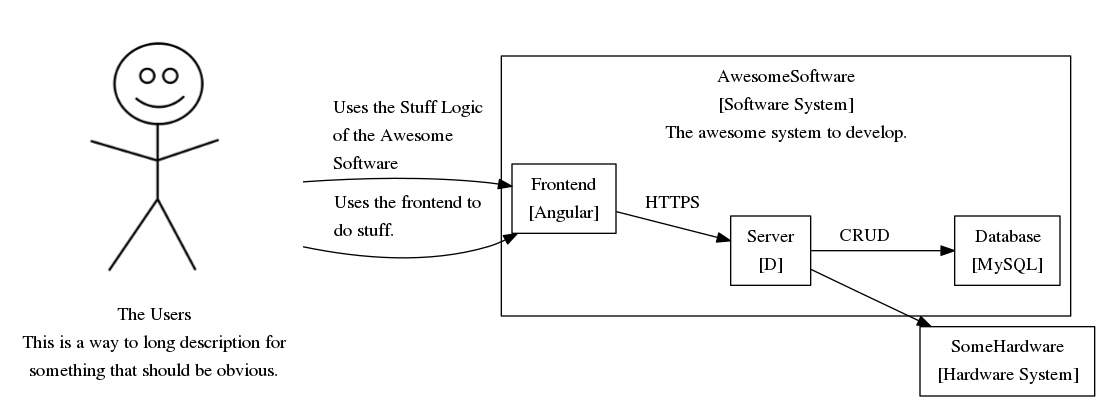 The Users
This is a way to long description for
something that should be obvious.
Uses the Stuff Logic
of the Awesome
Software
Uses the frontend to
do stuff.
AwesomeSoftware
[Software System]
The awesome system to develop.
Frontend
[Angular]
HTTPS
Server
[D]
CRUD
Database
[MySQL]
SomeHardware
[Hardware System]